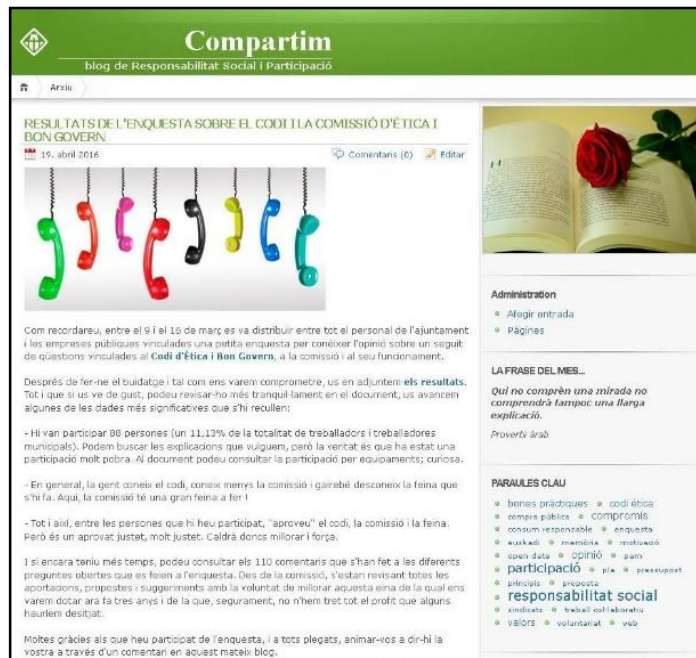 Compartim
blog de Responsabilitat Social i Participació
Arxiu
RESULTATS DE L'ENQUESTA SOBRE EL CODI I LA COMISSIÓ D'ÈTICA I
BON GOVERN
19. abril 2016
Comentaris (0)
Editar
Com recordareu, entre el 9 i el 16 de març es va distribuir entre tot el personal de l'ajuntament
i les empreses públiques vinculades una petita enquesta per conèixer l'opinió sobre un seguit
de qüestions vinculades al Codi d'Ètica i Bon Govern, a la comissió i al seu funcionament.
Després de fer-ne el buidatge i tal com ens varem comprometre, us en adjuntem els resultats.
Tot i que si us ve de gust, podeu revisar-ho més tranquil·lament en el document, us avancem
algunes de les dades més significatives que s'hi recullen:
- Hi van participar 88 persones (un 11,13% de la totalitat de treballadors i treballadores
municipals). Podem buscar les explicacions que vulguem, però la veritat és que ha estat una
participació molt pobra. Al document podeu consultar la participació per equipaments; curiosa.
- En general, la gent coneix el codi, coneix menys la comissió i gairebé desconeix la feina que
s'hi fa. Aquí, la comissió té una gran feina a fer !
- Tot i així, entre les persones que hi heu participat, "aproveu" el codi, la comissió i la feina.
Però és un aprovat justet, molt justet. Caldrà doncs millorar i força.
I si encara teniu més temps, podeu consultar els 110 comentaris que s'han fet a les diferents
preguntes obertes que es feien a l'enquesta. Des de la comissió, s'estan revisant totes les
aportacions, propostes i suggeriments amb la voluntat de millorar aquesta eina de la qual ens
varem dotar ara fa tres anys i de la que, segurament, no n'hem tret tot el profit que alguns
hauríem desitjat.
Moltes gràcies als que heu participat de l'enquesta, i a tots plegats, animar-vos a dir-hi la
vostra a través d'un comentari en aquest mateix blog.
Administration
Afegir entrada
Pàgines
LA FRASE DEL MES...
Qui no comprèn una mirada no
comprendrà tampoc una llarga
explicació.
Proverbi àrab
PARAULES CLAU
bones pràctiques codi ètica
compra pública compromís
consum responsable enquesta
euskadi memòria motivació
open data opinió pam
participació pla pressupost
principis proposta
responsabilitat social
sindicats treball col·laboratiu
valors voluntariat web